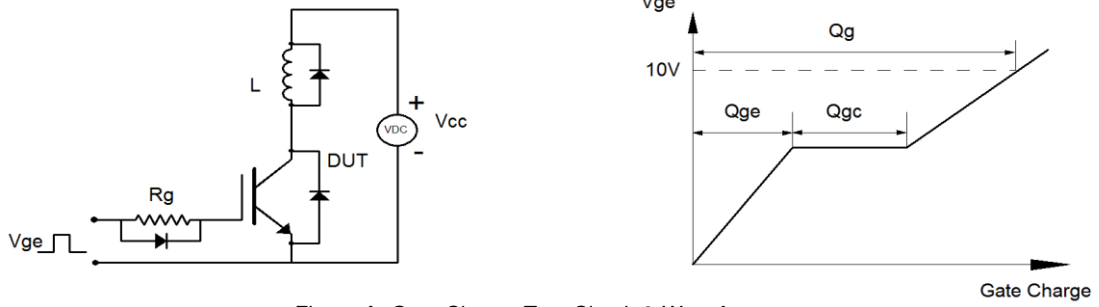 L
VDC
+
-
Vcc
DUT
Rg
Vge
Vge
Qg
10V
Qge
Qgc
Gate Charge